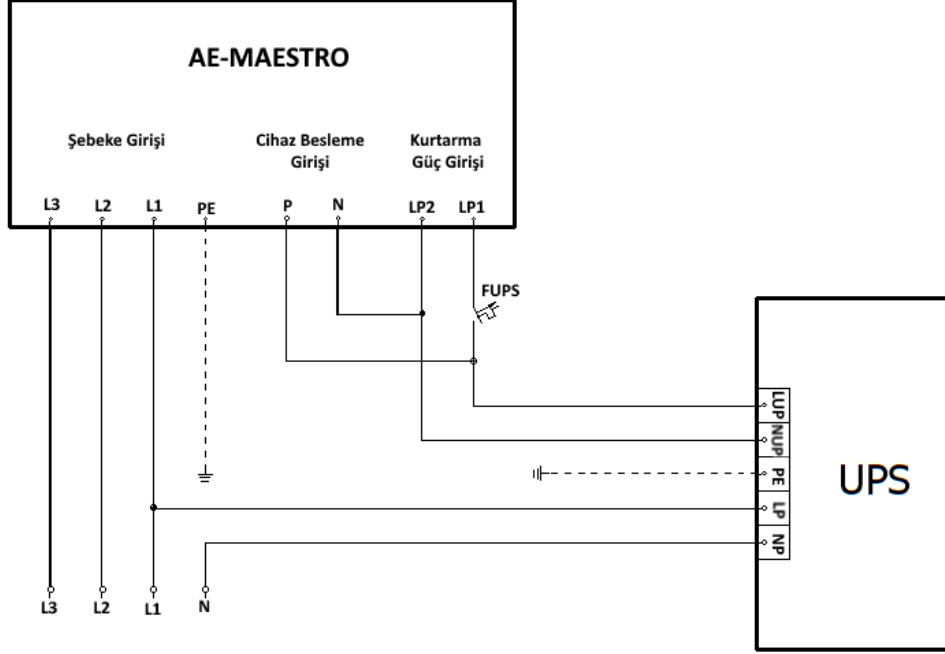 AE-MAESTRO
Şebeke Girişi
Cihaz Besleme
Girişi
Kurtarma
Güç Girişi
L3 L2 L1 PE P N LP2 LP1
FUPS
LUP
NUP
PE
LP
NP
UPS
L3 L2 L1 N